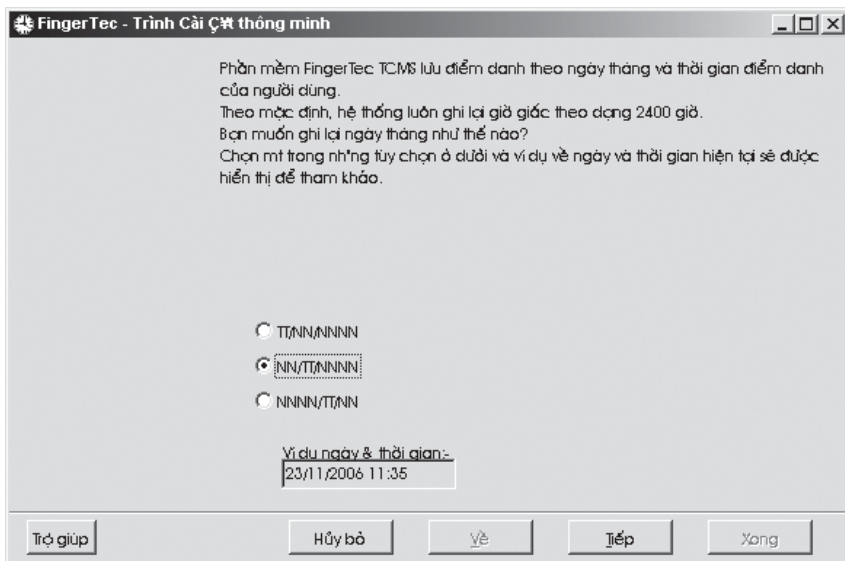 FingerTec - Trình Cài Ç₩ thông minh
Phần mềm FingerTec TCMS lưu điểm danh theo ngày tháng và thời gian điểm danh
của người dùng.
Theo mặc định, hệ thống luôn ghi lại giờ giấc theo dạng 2400 giờ.
Bạn muốn ghi lại ngày tháng như thế nào?
Chọn mt trong nh"ng tùy chọn ở dưới và ví dụ về ngày và thời gian hiện tại sẽ được
hiển thị để tham khảo.
TT/NN/NNNN
NN/TT/NNNN
NNNN/TT/NN
Ví dụ ngày & thời gian:-
23/11/2006 11:35
Trợ giúp
Hủy bỏ
Về
Tiếp
Xong